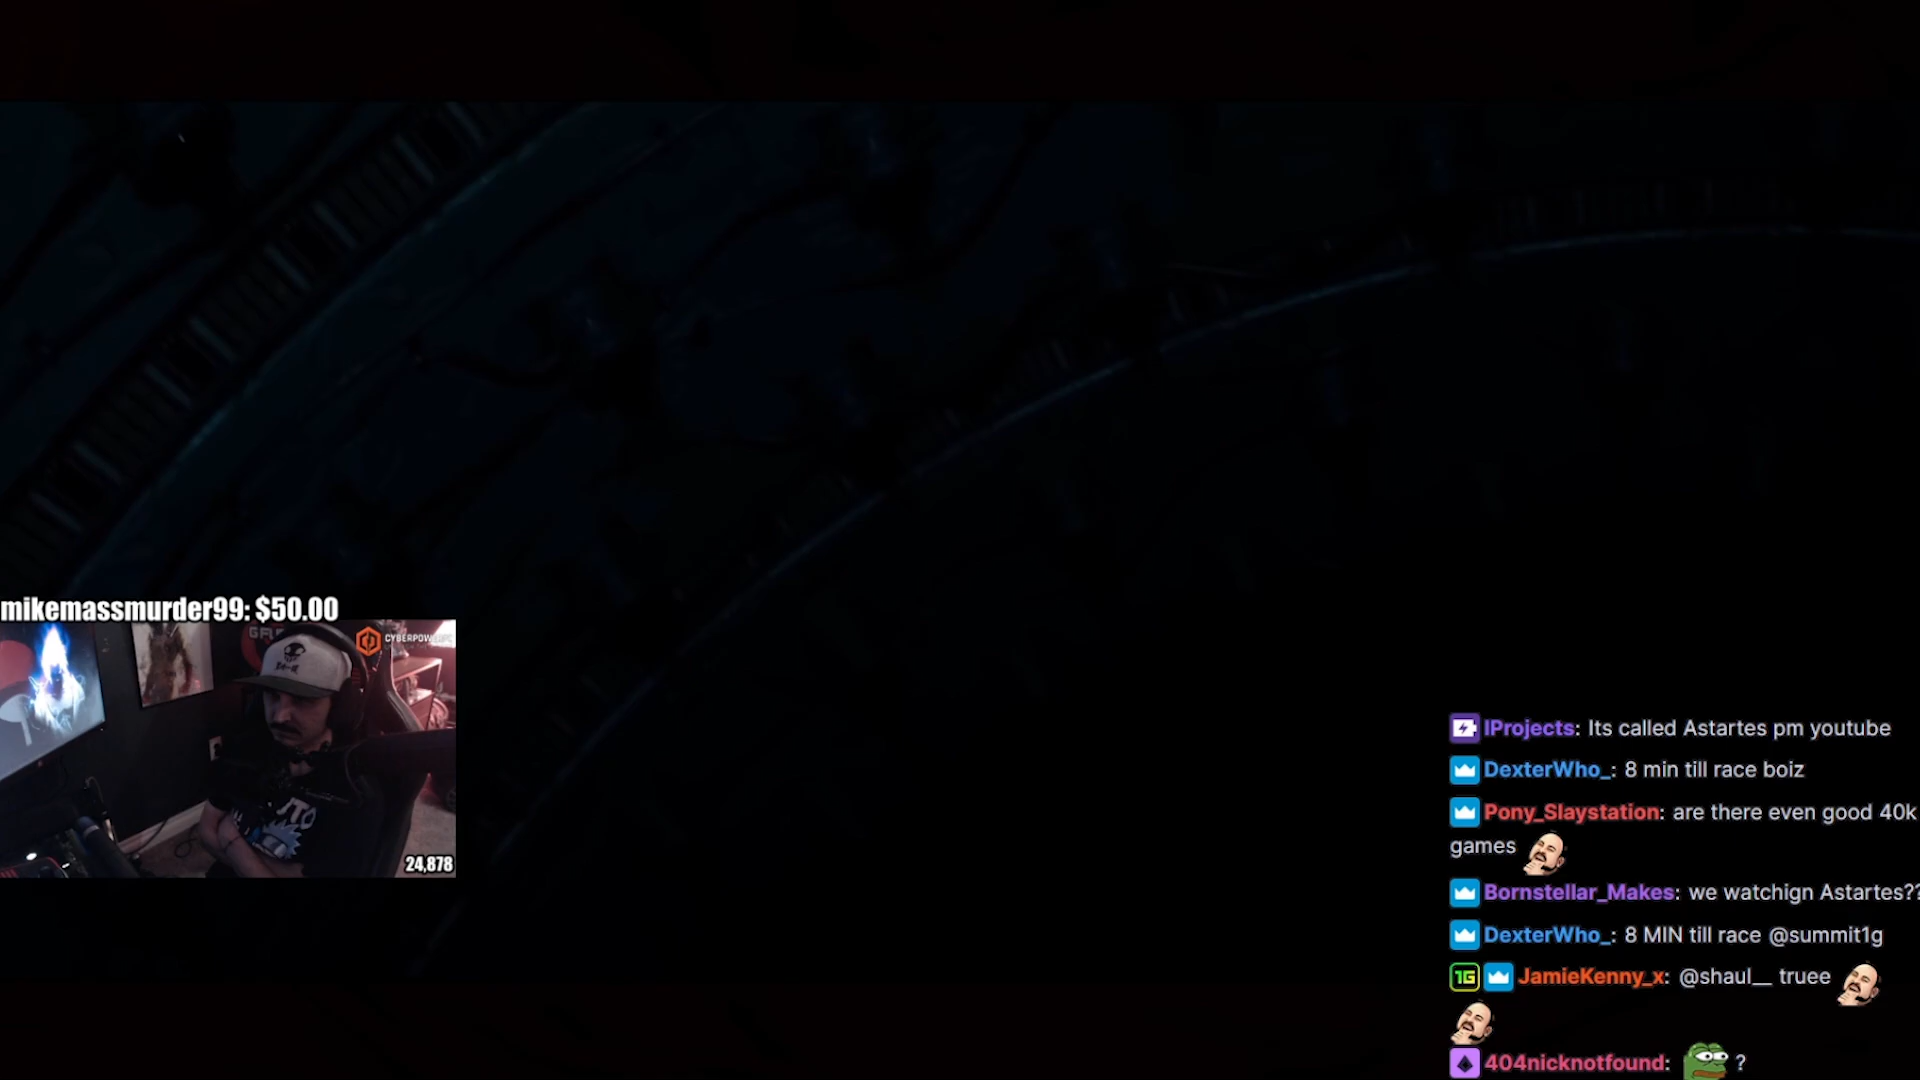 mikemassmurder99: $50.00
CYBERPOWERPC
24,878
IProjects: Its called Astartes pm youtube
DexterWho_: 8 min till race boiz
Pony_Slaystation: are there even good 40k
games
Bornstellar_Makes: we watchign Astartes??
DexterWho_: 8 MIN till race @summit1g
1G JamieKenny_x: @shaul__ truee
404nicknotfound: ?